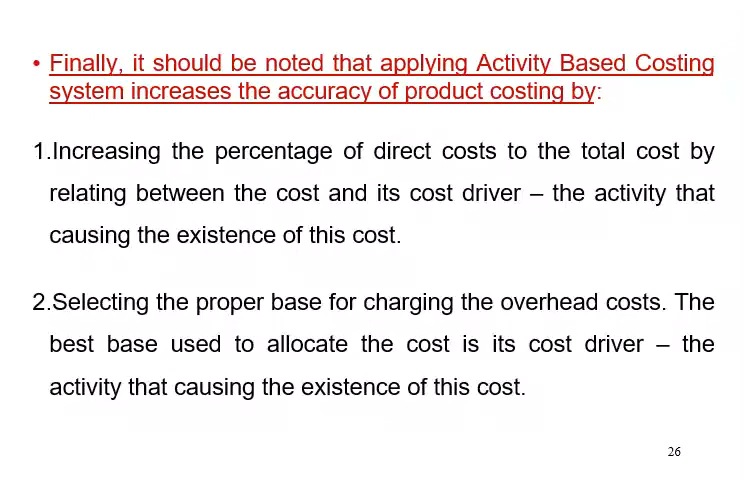 • Finally, it should be noted that applying Activity Based Costing
system increases the accuracy of product costing by:
1.Increasing the percentage of direct costs to the total cost by
relating between the cost and its cost driver – the activity that
causing the existence of this cost.
2.Selecting the proper base for charging the overhead costs. The
best base used to allocate the cost is its cost driver – the
activity that causing the existence of this cost.
26